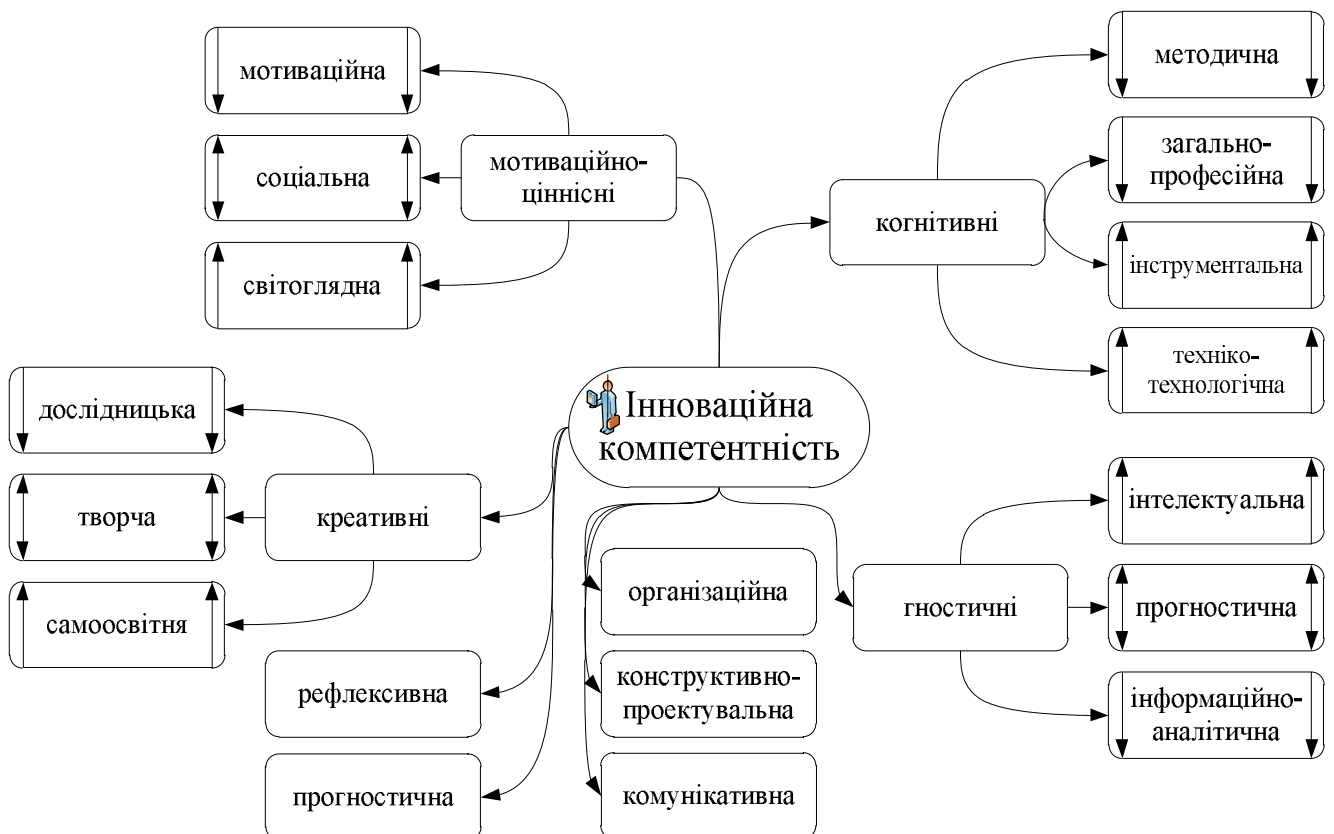 мотиваційна
соціальна
світоглядна
мотиваційно-
ціннісні
когнітивні
методична
загально-
професійна
інструментальна
техніко-
технологічна
Інноваційна
компетентність
дослідницька
творча
самоосвітня
креативні
рефлексивна
прогностична
організаційна
конструктивно-
проектувальна
комунікативна
гностичні
інтелектуальна
прогностична
інформаційно-
аналітична